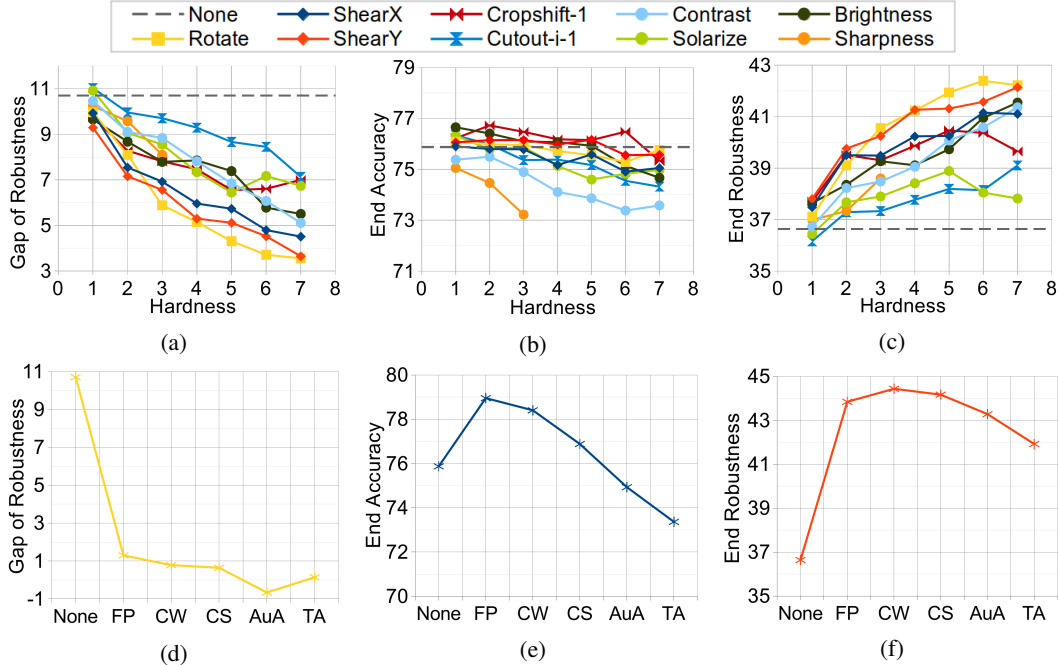 None ShearX Cropshift-1 Contrast Brightness
Rotate ShearY Cutout-i-1 Solarize Sharpness
Gap of Robustness
11
9
7
5
3
0 1 2 3 4 5 6 7 8
Hardness
(a)
End Accuracy
79
77
75
73
71
0 1 2 3 4 5 6 7 8
Hardness
(b)
End Robustness
43
41
39
37
35
0 1 2 3 4 5 6 7 8
Hardness
(c)
Gap of Robustness
11
9
7
5
3
1
-1
None FP CW CS AuA TA
(d)
End Accuracy
80
78
76
74
72
70
None FP CW CS AuA TA
(e)
End Robustness
45
43
41
39
37
35
None FP CW CS AuA TA
(f)